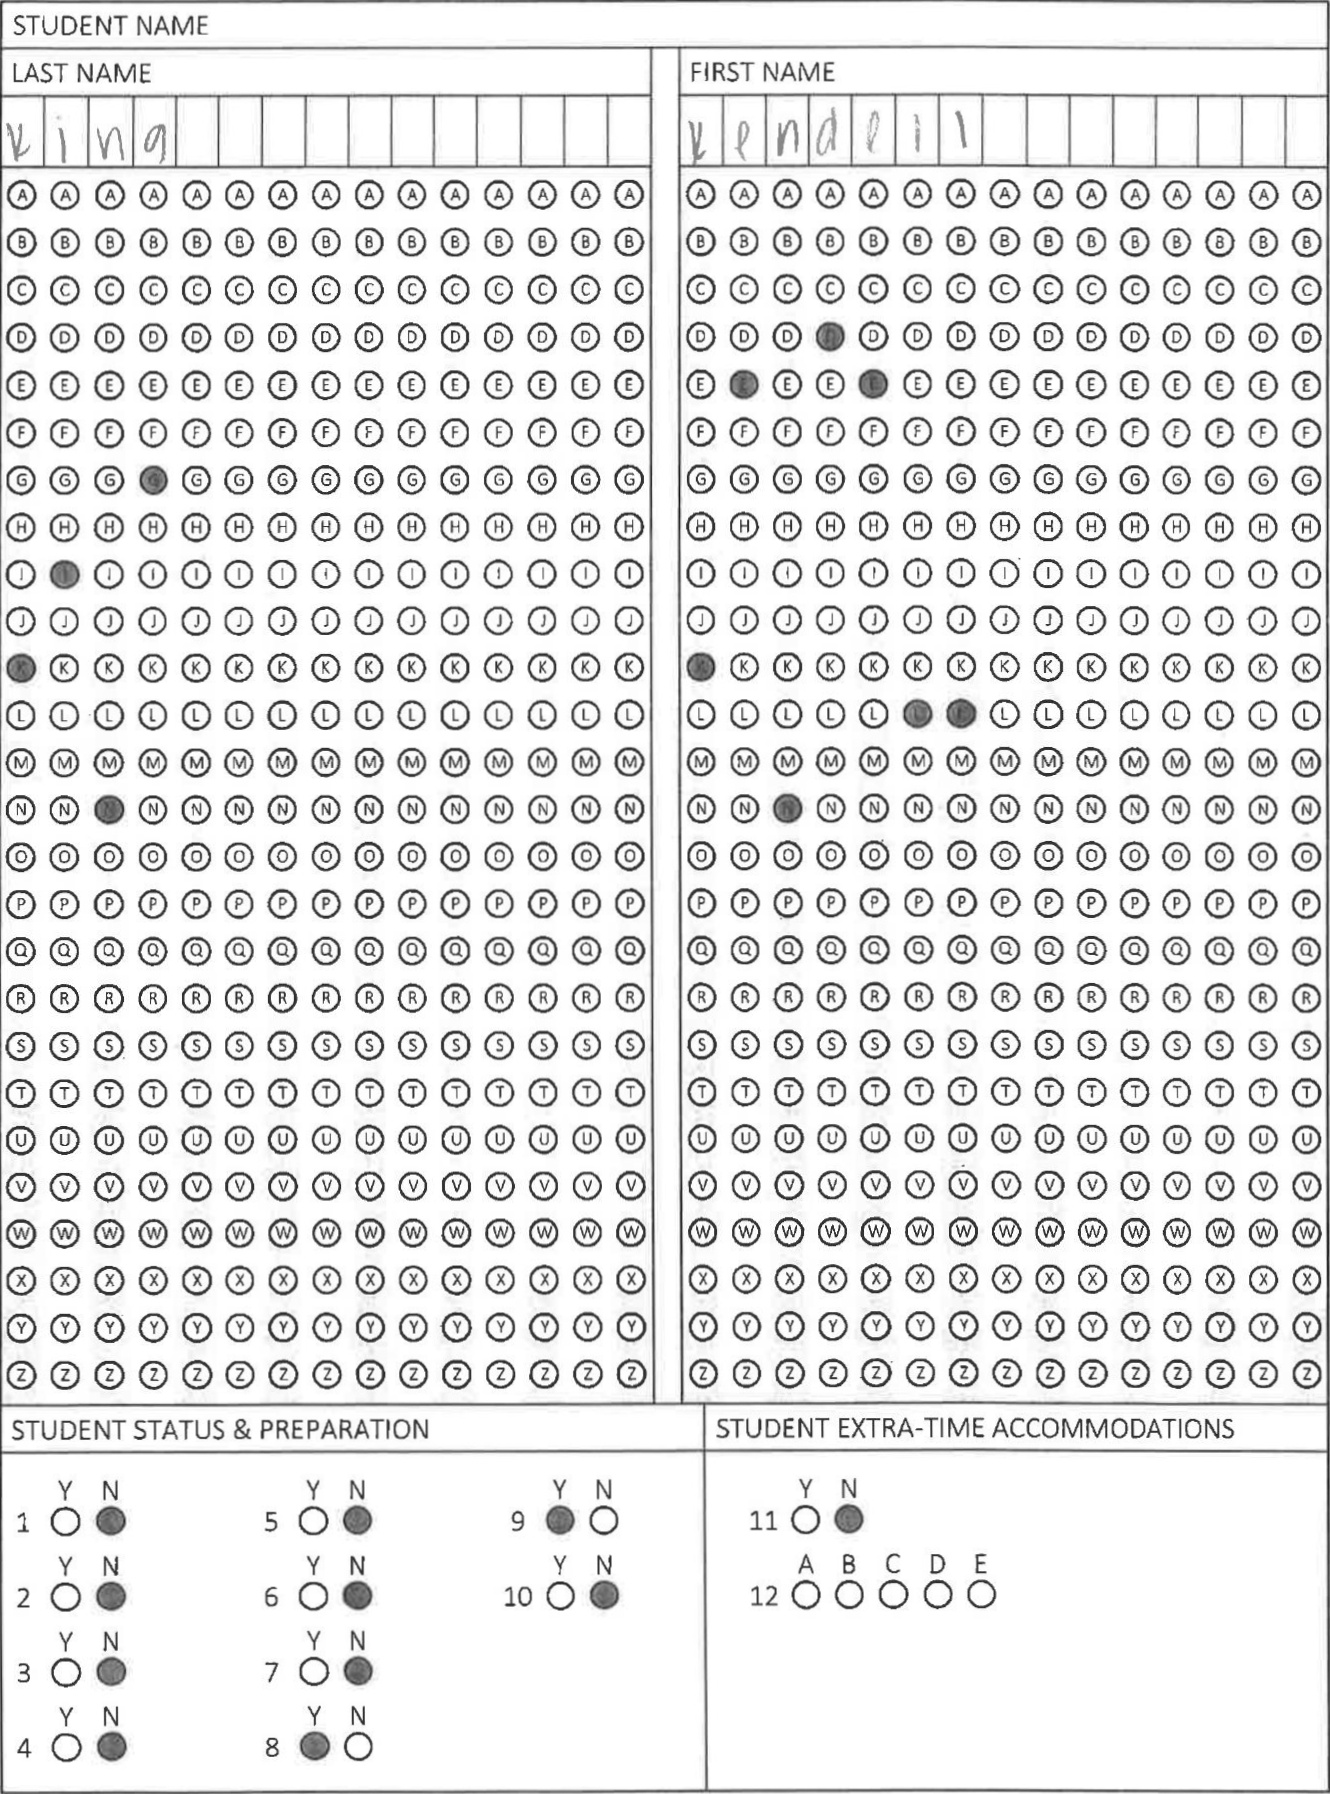 STUDENT NAME
LAST NAME FIRST NAME
King Kendell
A A A A A A A A A A A A A A A A A A A A A A A A A A A A A A
B B B B B B B B B B B B B B B B B B B B B B B B B B B B B B
C C C C C C C C C C C C C C C C C C C C C C C C C C C C C C
D D D D D D D D D D D D D D D D D D D D D D D D D D D D D D
E E E E E E E E E E E E E E E E E E E E E E E E E E E E E E
F F F F F F F F F F F F F F F F F F F F F F F F F F F F F F
G G G G G G G G G G G G G G G G G G G G G G G G G G G G G G
H H H H H H H H H H H H H H H H H H H H H H H H H H H H H H
I I I I I I I I I I I I I I I I I I I I I I I I I I I I I I
J J J J J J J J J J J J J J J J J J J J J J J J J J J J J J
K K K K K K K K K K K K K K K K K K K K K K K K K K K K K K
L L L L L L L L L L L L L L L L L L L L L L L L L L L L L L
M M M M M M M M M M M M M M M M M M M M M M M M M M M M M M
N N N N N N N N N N N N N N N N N N N N N N N N N N N N N N
O O O O O O O O O O O O O O O O O O O O O O O O O O O O O O
P P P P P P P P P P P P P P P P P P P P P P P P P P P P P P
Q Q Q Q Q Q Q Q Q Q Q Q Q Q Q Q Q Q Q Q Q Q Q Q Q Q Q Q Q Q
R R R R R R R R R R R R R R R R R R R R R R R R R R R R R R
S S S S S S S S S S S S S S S S S S S S S S S S S S S S S S
T T T T T T T T T T T T T T T T T T T T T T T T T T T T T T
U U U U U U U U U U U U U U U U U U U U U U U U U U U U U U
V V V V V V V V V V V V V V V V V V V V V V V V V V V V V V
W W W W W W W W W W W W W W W W W W W W W W W W W W W W W W
X X X X X X X X X X X X X X X X X X X X X X X X X X X X X X
Y Y Y Y Y Y Y Y Y Y Y Y Y Y Y Y Y Y Y Y Y Y Y Y Y Y Y Y Y Y
Z Z Z Z Z Z Z Z Z Z Z Z Z Z Z Z Z Z Z Z Z Z Z Z Z Z Z Z Z Z
STUDENT STATUS & PREPARATION STUDENT EXTRA-TIME ACCOMMODATIONS
Y N Y N Y N Y N
1 5 9 11
Y N Y N Y N A B C D E
2 6 10 12
Y N Y N
3 7
Y N Y N
4 8